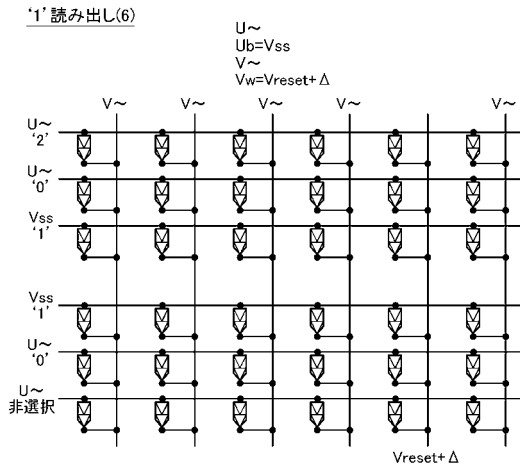 '1'読み出し(6)
U～
Ub=Vss
V～
Vw=Vreset+Δ
V～ V～ V～ V～ V～
U～
'2'
U～
'0'
Vss
'1'
Vss
'1'
U～
'0'
U～
非選択
Vreset+Δ